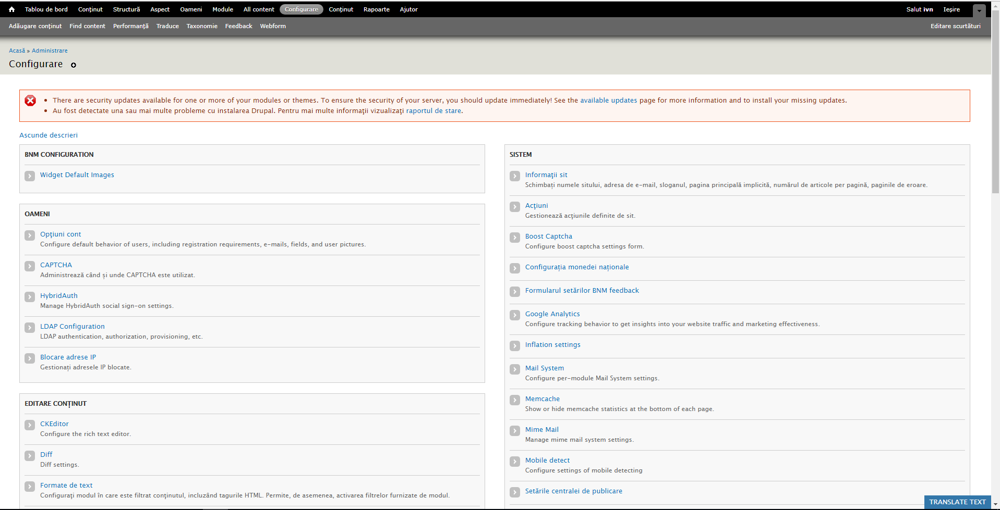 Tablou de bord Conținut Structură Aspect Oameni Module All content Configurare Conținut Rapoarte Ajutor Salut ivn Ieșire
Adăugare conținut Find content Performanță Traduce Taxonomie Feedback Webform Editare scurtături
Acasă » Administrare
Configurare
There are security updates available for one or more of your modules or themes. To ensure the security of your server, you should update immediately! See the available updates page for more information and to install your missing updates.
Au fost detectate una sau mai multe probleme cu instalarea Drupal. Pentru mai multe informaţii vizualizaţi raportul de stare.
Ascunde descrieri
BNM CONFIGURATION
Widget Default Images
OAMENI
Opţiuni cont
Configure default behavior of users, including registration requirements, e-mails, fields, and user pictures.
CAPTCHA
Administrează când și unde CAPTCHA este utilizat.
HybridAuth
Manage HybridAuth social sign-on settings.
LDAP Configuration
LDAP authentication, authorization, provisioning, etc.
Blocare adrese IP
Gestionați adresele IP blocate.
EDITARE CONȚINUT
CKEditor
Configure the rich text editor.
Diff
Diff settings.
Formate de text
Configuraţi modul în care este filtrat conţinutul, incluzând tagurile HTML. Permite, de asemenea, activarea filtrelor furnizate de modul.
SISTEM
Informaţii sit
Schimbați numele sitului, adresa de e-mail, sloganul, pagina principală implicită, numărul de articole per pagină, paginile de eroare.
Acţiuni
Gestionează acţiunile definite de sit.
Boost Captcha
Configure boost captcha settings form.
Configurația monedei naționale
Formularul setărilor BNM feedback
Google Analytics
Configure tracking behavior to get insights into your website traffic and marketing effectiveness.
Inflation settings
Mail System
Configure per-module Mail System settings.
Memcache
Show or hide memcache statistics at the bottom of each page.
Mime Mail
Manage mime mail system settings.
Mobile detect
Configure settings of mobile detecting
Setările centralei de publicare
TRANSLATE TEXT